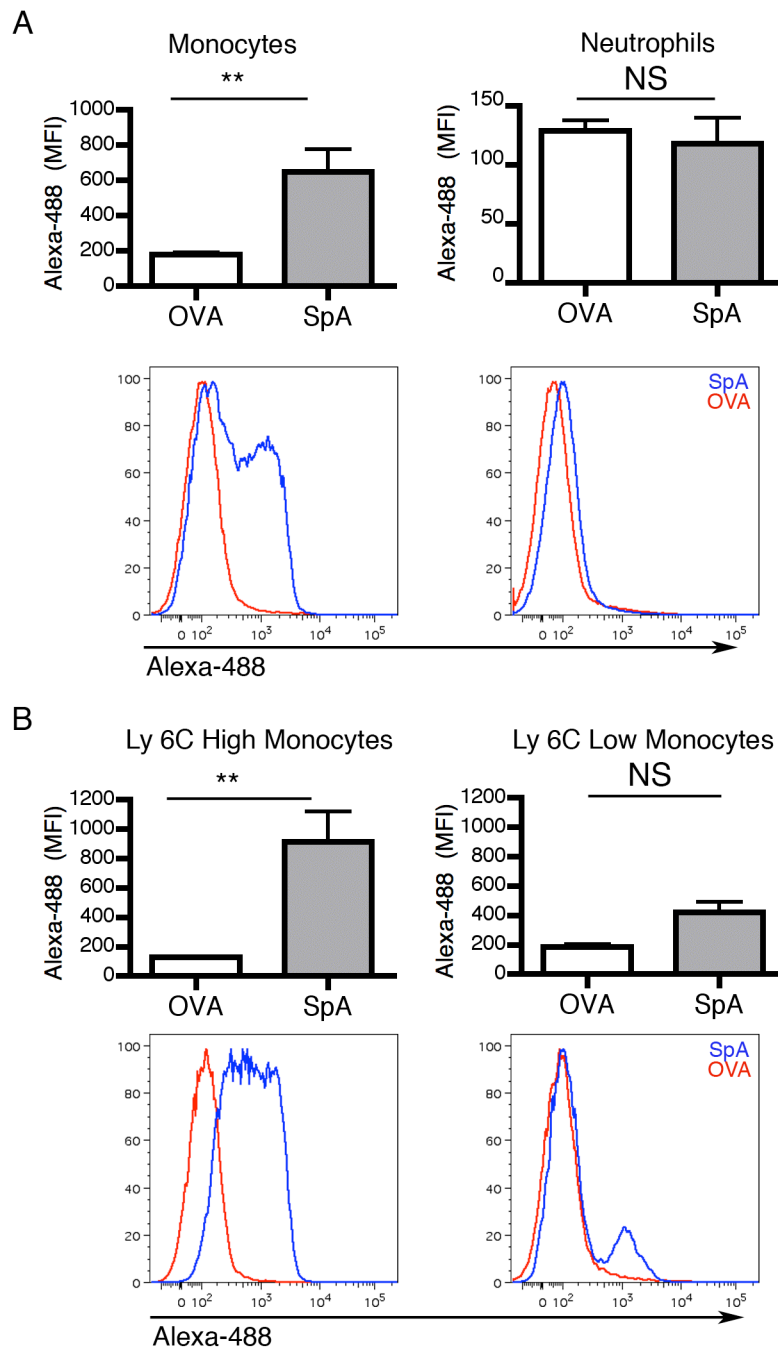 A
Monocytes
Neutrophils
**
NS
Alexa-488 (MFI)
1000
800
600
400
200
0
OVA
SpA
Alexa-488 (MFI)
150
100
50
0
OVA
SpA
100
80
60
40
20
0
0 10^2 10^3 10^4 10^5
SpA
OVA
100
80
60
40
20
0
0 10^2 10^3 10^4 10^5
Alexa-488
B
Ly 6C High Monocytes
Ly 6C Low Monocytes
**
NS
Alexa-488 (MFI)
1200
1000
800
600
400
200
0
OVA
SpA
Alexa-488 (MFI)
1200
1000
800
600
400
200
0
OVA
SpA
100
80
60
40
20
0
0 10^2 10^3 10^4 10^5
SpA
OVA
100
80
60
40
20
0
0 10^2 10^3 10^4 10^5
Alexa-488